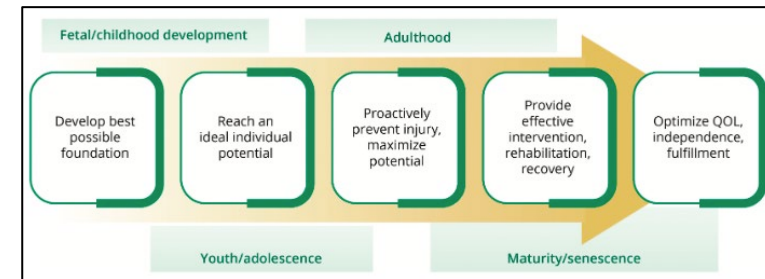 Fetal/childhood development
Adulthood
Develop best
possible
foundation
Reach an
ideal individual
potential
Proactively
prevent injury,
maximize
potential
Provide
effective
intervention,
rehabilitation,
recovery
Optimize QOL,
independence,
fulfillment
Youth/adolescence
Maturity/senescence